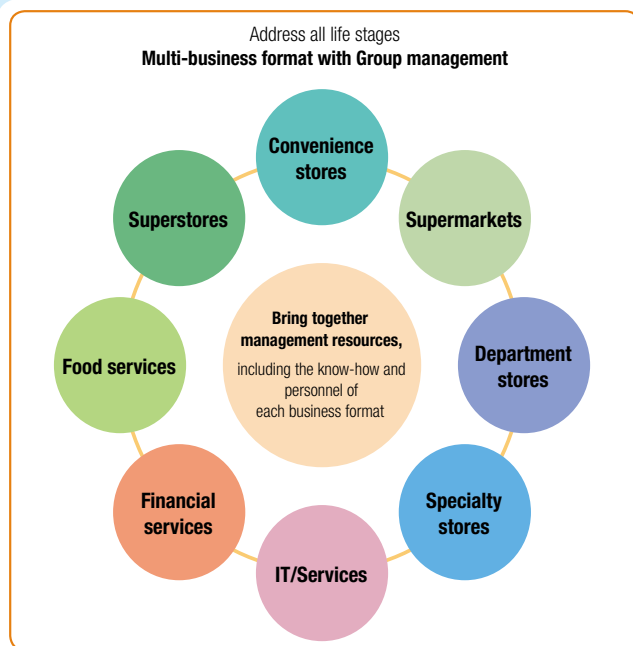 Address all life stages
Multi-business format with Group management
Convenience
stores
Superstores
Supermarkets
Bring together
management resources,
including the know-how and
personnel of
each business format
Food services
Department
stores
Financial
services
Specialty
stores
IT/Services